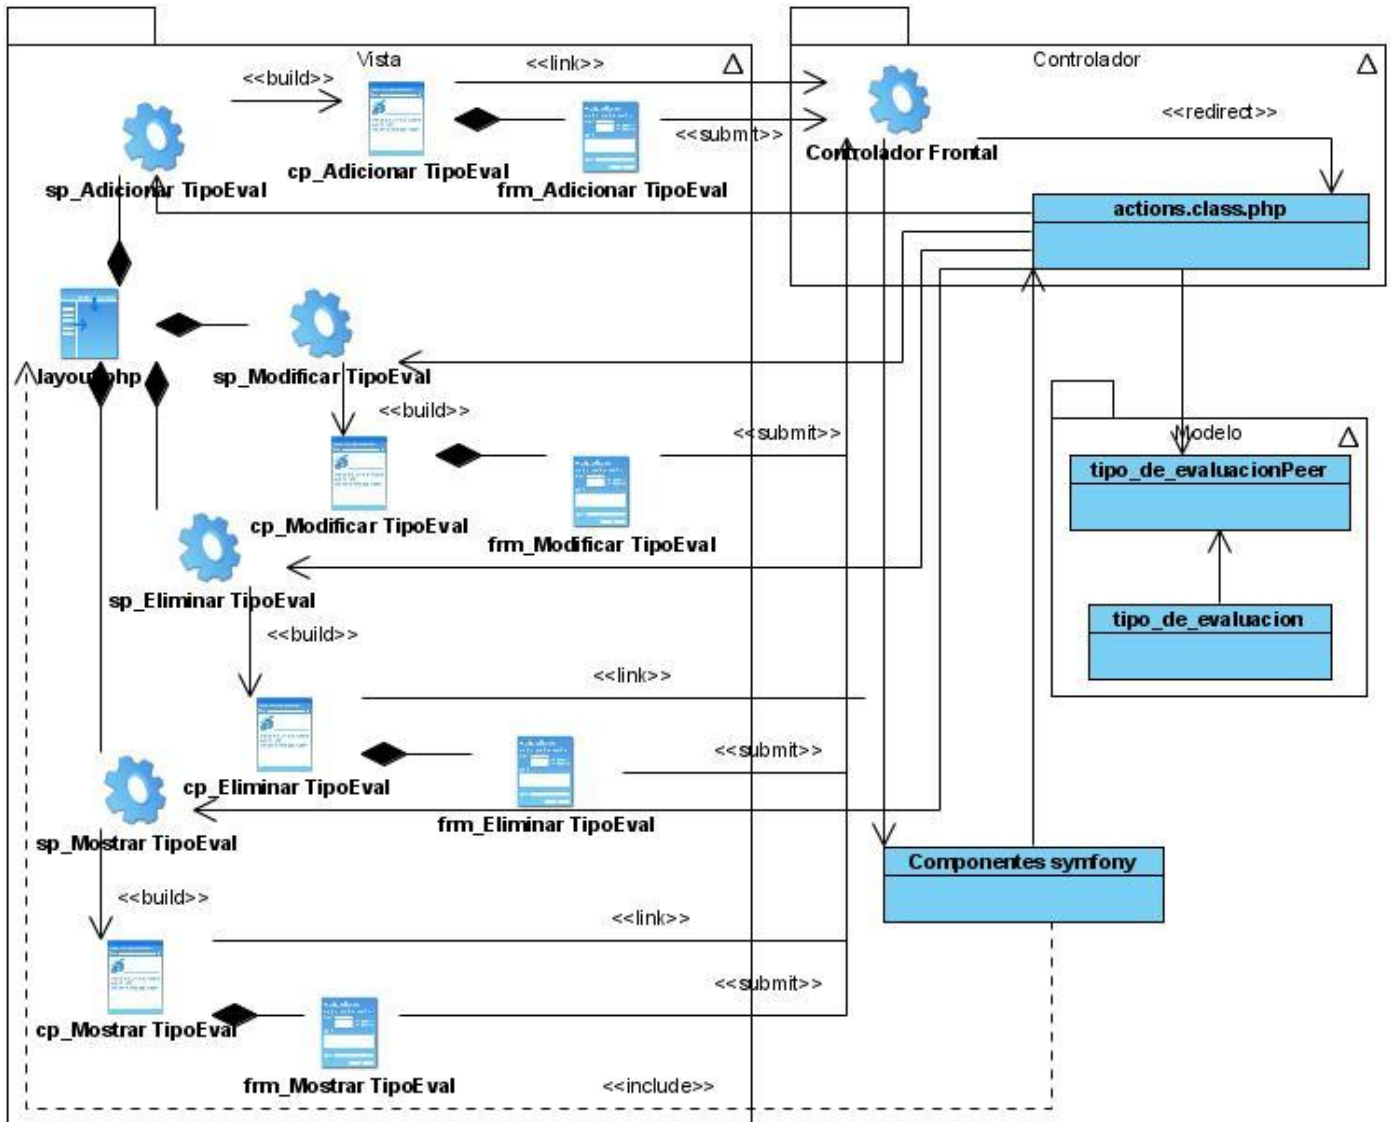 Vista
Controlador
<<build>>
<<link>>
<<redirect>>
<<submit>>
Controlador Frontal
cp_Adicionar TipoEval
sp_Adicionar TipoEval
frm_Adicionar TipoEval
actions.class.php
layout.php
sp_Modificar TipoEval
<<build>>
<<submit>>
Modelo
tipo_de_evaluacionPeer
cp_Modificar TipoEval
frm_Modificar TipoEval
sp_Eliminar TipoEval
tipo_de_evaluacion
<<build>>
<<link>>
<<submit>>
cp_Eliminar TipoEval
frm_Eliminar TipoEval
sp_Mostrar TipoEval
Componentes symfony
<<build>>
<<link>>
<<submit>>
cp_Mostrar TipoEval
frm_Mostrar TipoEval
<<include>>